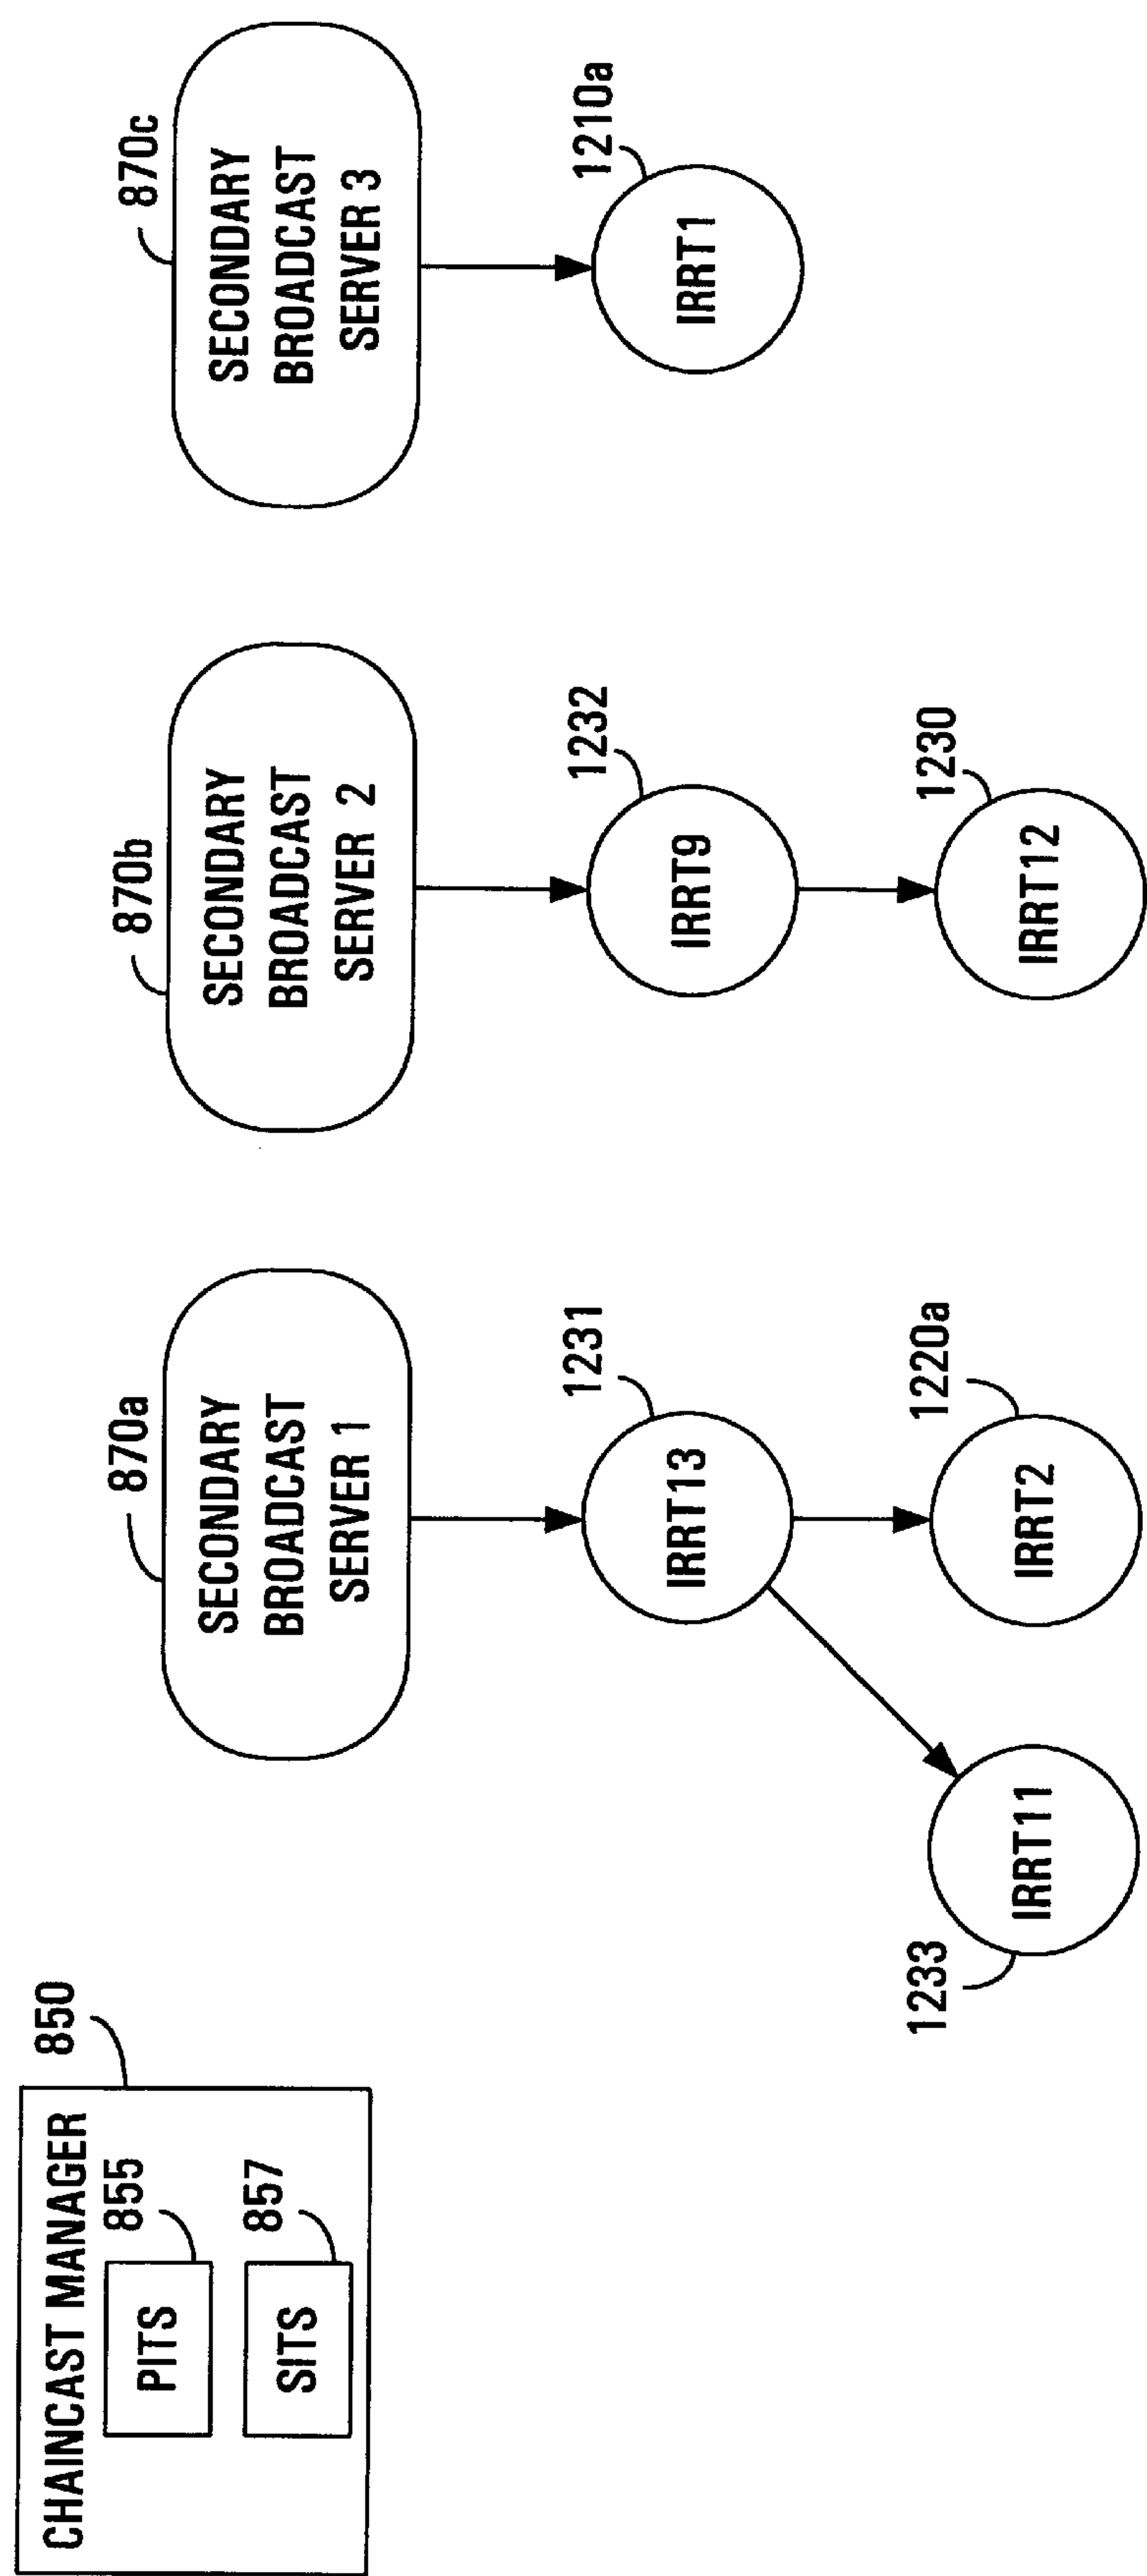 CHAINCAST MANAGER
850
PITS
855
SITS
857
870a
SECONDARY
BROADCAST
SERVER 1
870b
SECONDARY
BROADCAST
SERVER 2
870c
SECONDARY
BROADCAST
SERVER 3
1231
IRRT13
1232
IRRT9
1210a
IRRT1
1233
IRRT11
1220a
IRRT2
1230
IRRT12